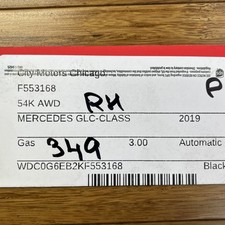 City Motors Chicago
F553168
P
54K AWD RH
MERCEDES GLC-CLASS 2019
Gas 349 3.00 Automatic
WDC0G6EB2KF553168 Black